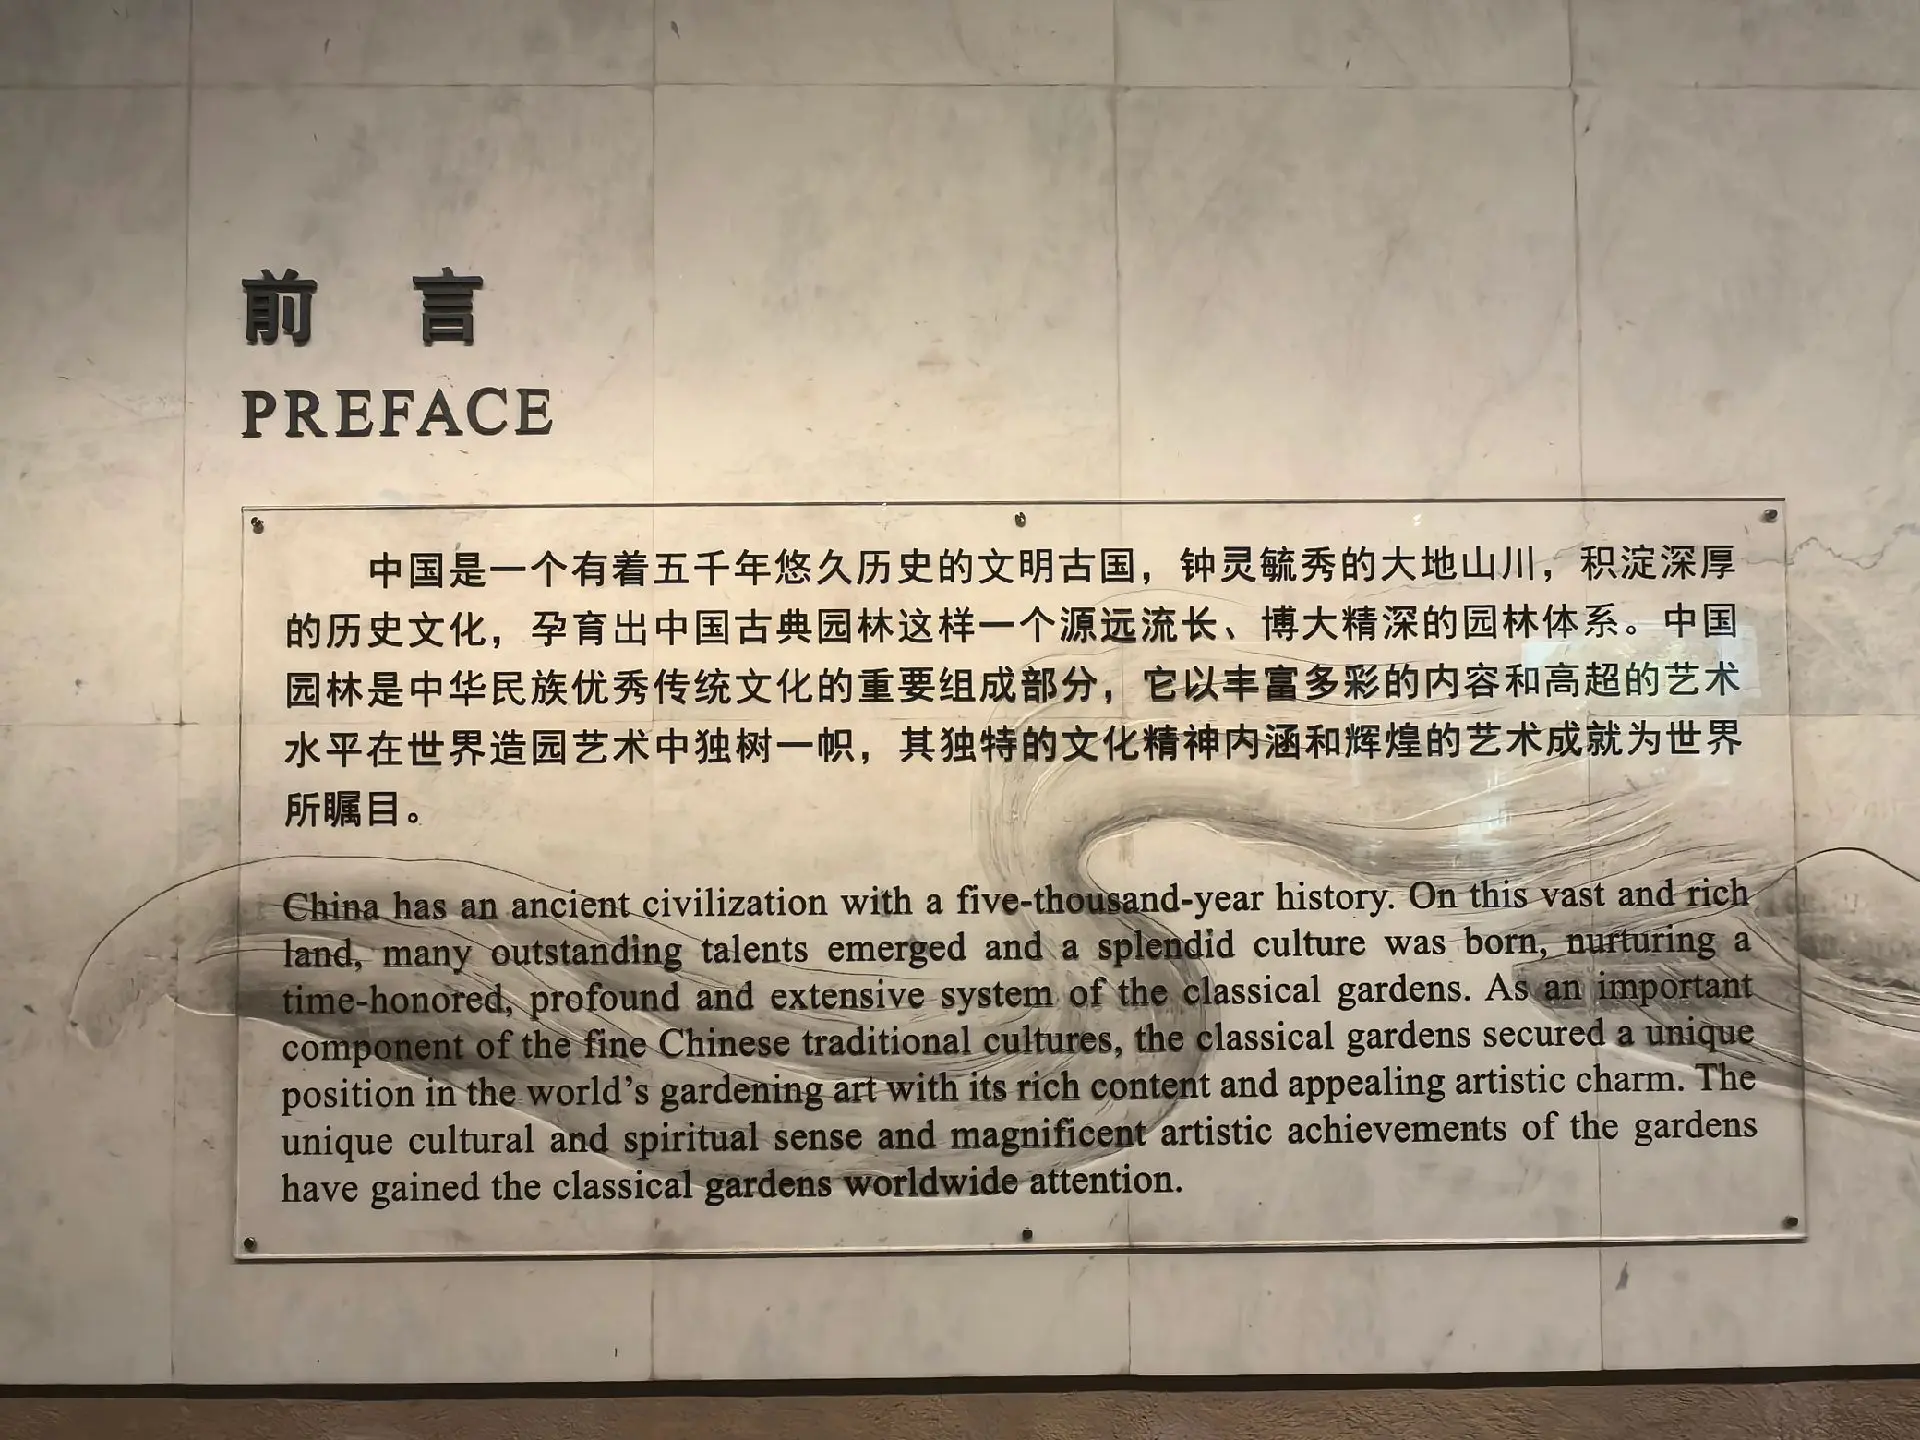 前 言
PREFACE
中国是一个有着五千年悠久历史的文明古国，钟灵毓秀的大地山川，积淀深厚
的历史文化，孕育出中国古典园林这样一个源远流长、博大精深的园林体系。中国
园林是中华民族优秀传统文化的重要组成部分，它以丰富多彩的内容和高超的艺术
水平在世界造园艺术中独树一帜，其独特的文化精神内涵和辉煌的艺术成就为世界
所瞩目。
China has an ancient civilization with a five-thousand-year history. On this vast and rich
land, many outstanding talents emerged and a splendid culture was born, nurturing a
time-honored, profound and extensive system of the classical gardens. As an important
component of the fine Chinese traditional cultures, the classical gardens secured a unique
position in the world’s gardening art with its rich content and appealing artistic charm. The
unique cultural and spiritual sense and magnificent artistic achievements of the gardens
have gained the classical gardens worldwide attention.